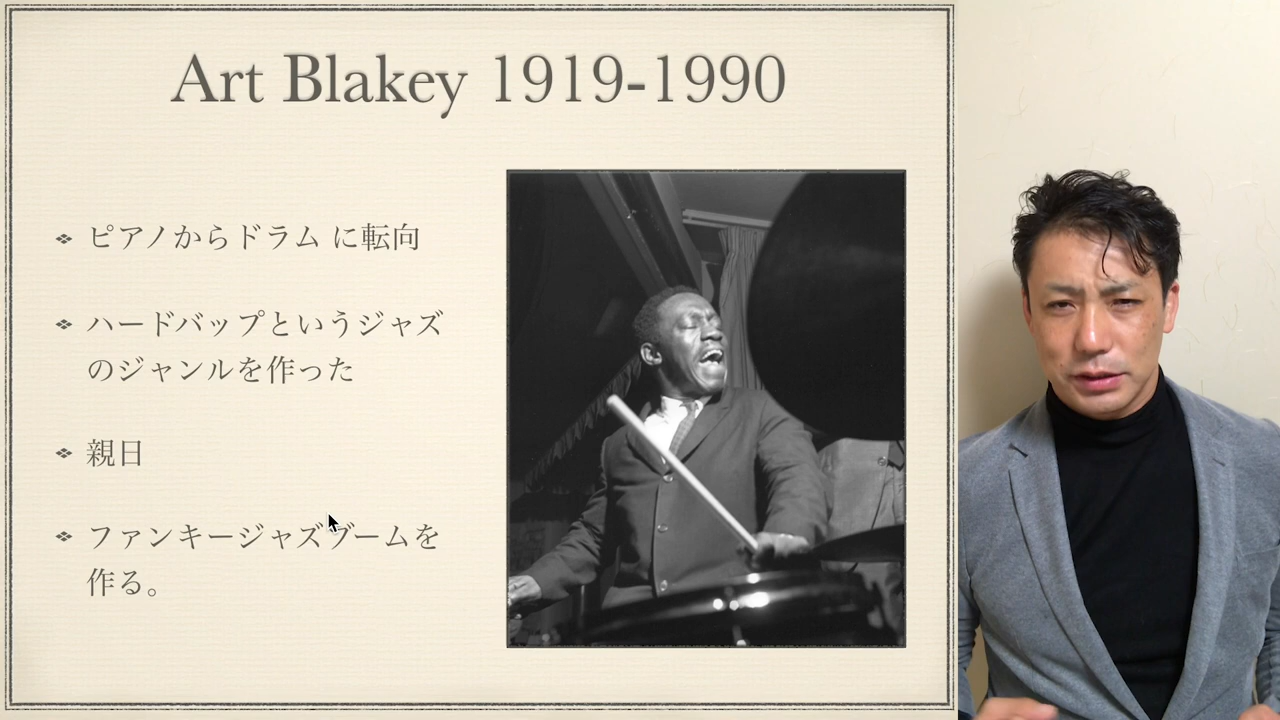 Art Blakey 1919-1990
ピアノからドラム に転向
ハードバップというジャズ
のジャンルを作った
親日
ファンキージャズブームを
作る。